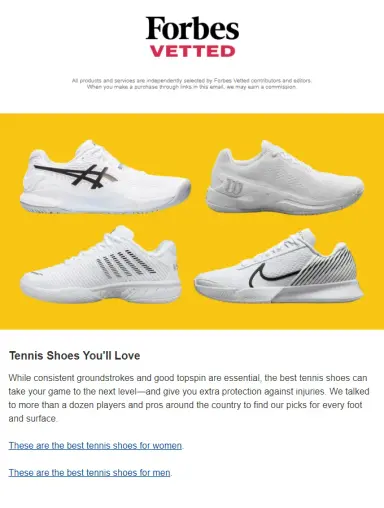 Forbes
VETTED
All products and services are independently selected by Forbes Vetted contributors and editors.
When you make a purchase through links in this email, we may earn a commission.
Tennis Shoes You'll Love
While consistent groundstrokes and good topspin are essential, the best tennis shoes can
take your game to the next level—and give you extra protection against injuries. We talked
to more than a dozen players and pros around the country to find our picks for every foot
and surface.
These are the best tennis shoes for women.
These are the best tennis shoes for men.